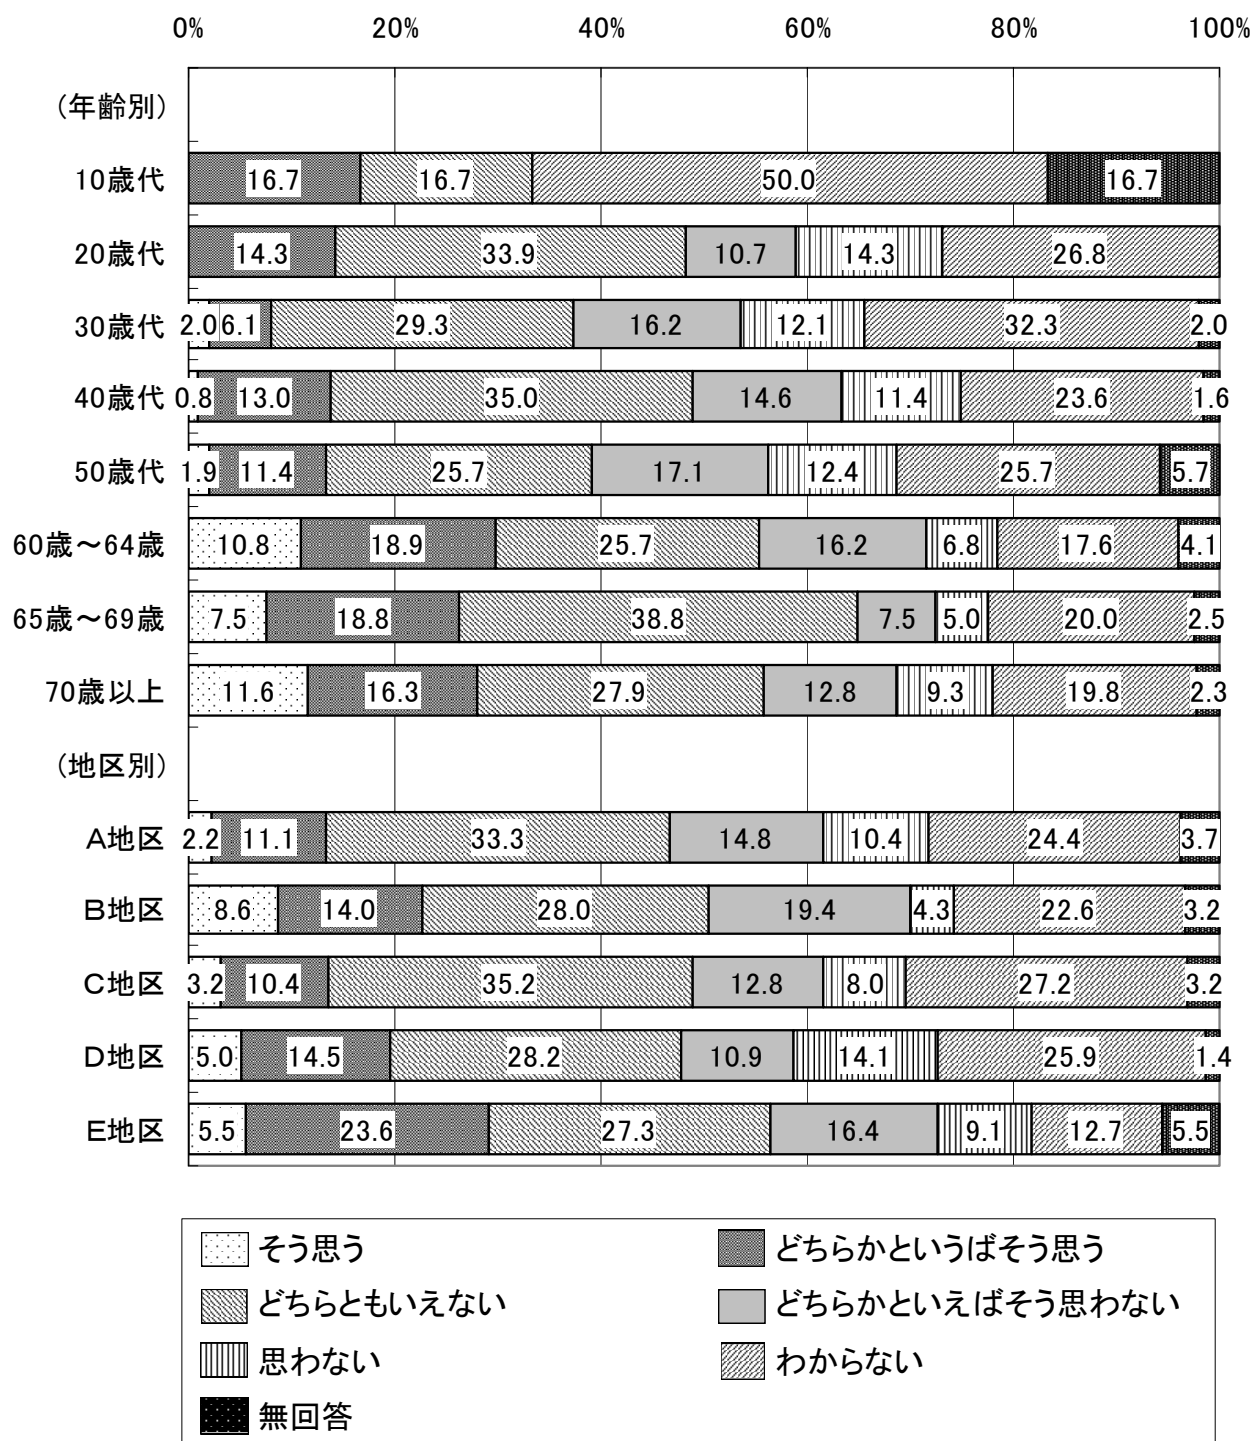 0% 20% 40% 60% 80% 100%
(年齢別)
10歳代 16.7 16.7 50.0 16.7
20歳代 14.3 33.9 10.7 14.3 26.8
30歳代 2.0 6.1 29.3 16.2 12.1 32.3 2.0
40歳代 0.8 13.0 35.0 14.6 11.4 23.6 1.6
50歳代 1.9 11.4 25.7 17.1 12.4 25.7 5.7
60歳～64歳 10.8 18.9 25.7 16.2 6.8 17.6 4.1
65歳～69歳 7.5 18.8 38.8 7.5 5.0 20.0 2.5
70歳以上 11.6 16.3 27.9 12.8 9.3 19.8 2.3
(地区別)
A地区 2.2 11.1 33.3 14.8 10.4 24.4 3.7
B地区 8.6 14.0 28.0 19.4 4.3 22.6 3.2
C地区 3.2 10.4 35.2 12.8 8.0 27.2 3.2
D地区 5.0 14.5 28.2 10.9 14.1 25.9 1.4
E地区 5.5 23.6 27.3 16.4 9.1 12.7 5.5
そう思う どちらかというばそう思う
どちらともいえない どちらかといえばそう思わない
思わない わからない
無回答